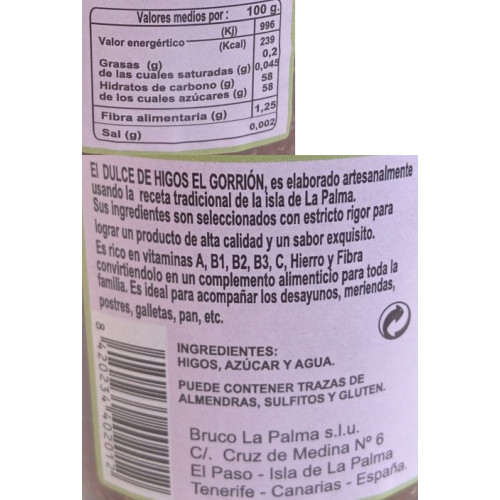 Valores medios por : 100 g.
Valor energértico (Kj) 996
(Kcal) 239
Grasas (g) 0,2
de las cuales saturadas (g) 0,045
Hidratos de carbono (g) 58
de los cuales azúcares (g) 58
Fibra alimentaria (g) 1,25
Sal (g) 0,002
El DULCE DE HIGOS EL GORRIÓN, es elaborado artesanalmente
usando la receta tradicional de la isla de La Palma.
Sus ingredientes son seleccionados con estricto rigor para
lograr un producto de alta calidad y un sabor exquisito.
Es rico en vitaminas A, B1, B2, B3, C, Hierro y Fibra
convirtiéndolo en un complemento alimenticio para toda la
familia. Es ideal para acompañar los desayunos, meriendas,
postres, galletas, pan, etc.
8 420234 402012
INGREDIENTES:
HIGOS, AZÚCAR Y AGUA.
PUEDE CONTENER TRAZAS DE
ALMENDRAS, SULFITOS Y GLUTEN.
Bruco La Palma s.l.u.
C/. Cruz de Medina Nº 6
El Paso - Isla de La Palma
Tenerife - Canarias - España.